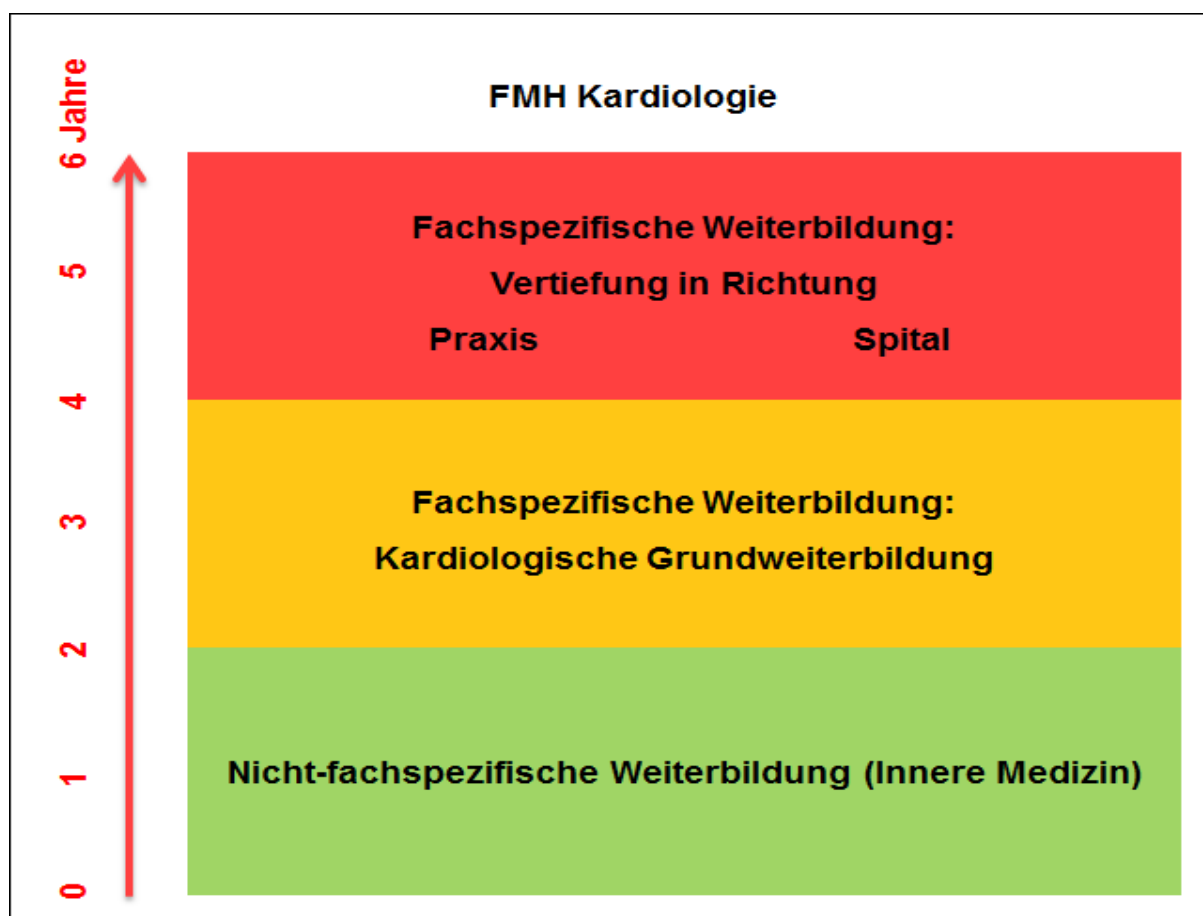 FMH Kardiologie
6 Jahre
Fachspezifische Weiterbildung:
5
Vertiefung in Richtung
Praxis Spital
4
Fachspezifische Weiterbildung:
3
Kardiologische Grundweiterbildung
2
Nicht-fachspezifische Weiterbildung (Innere Medizin)
1
0